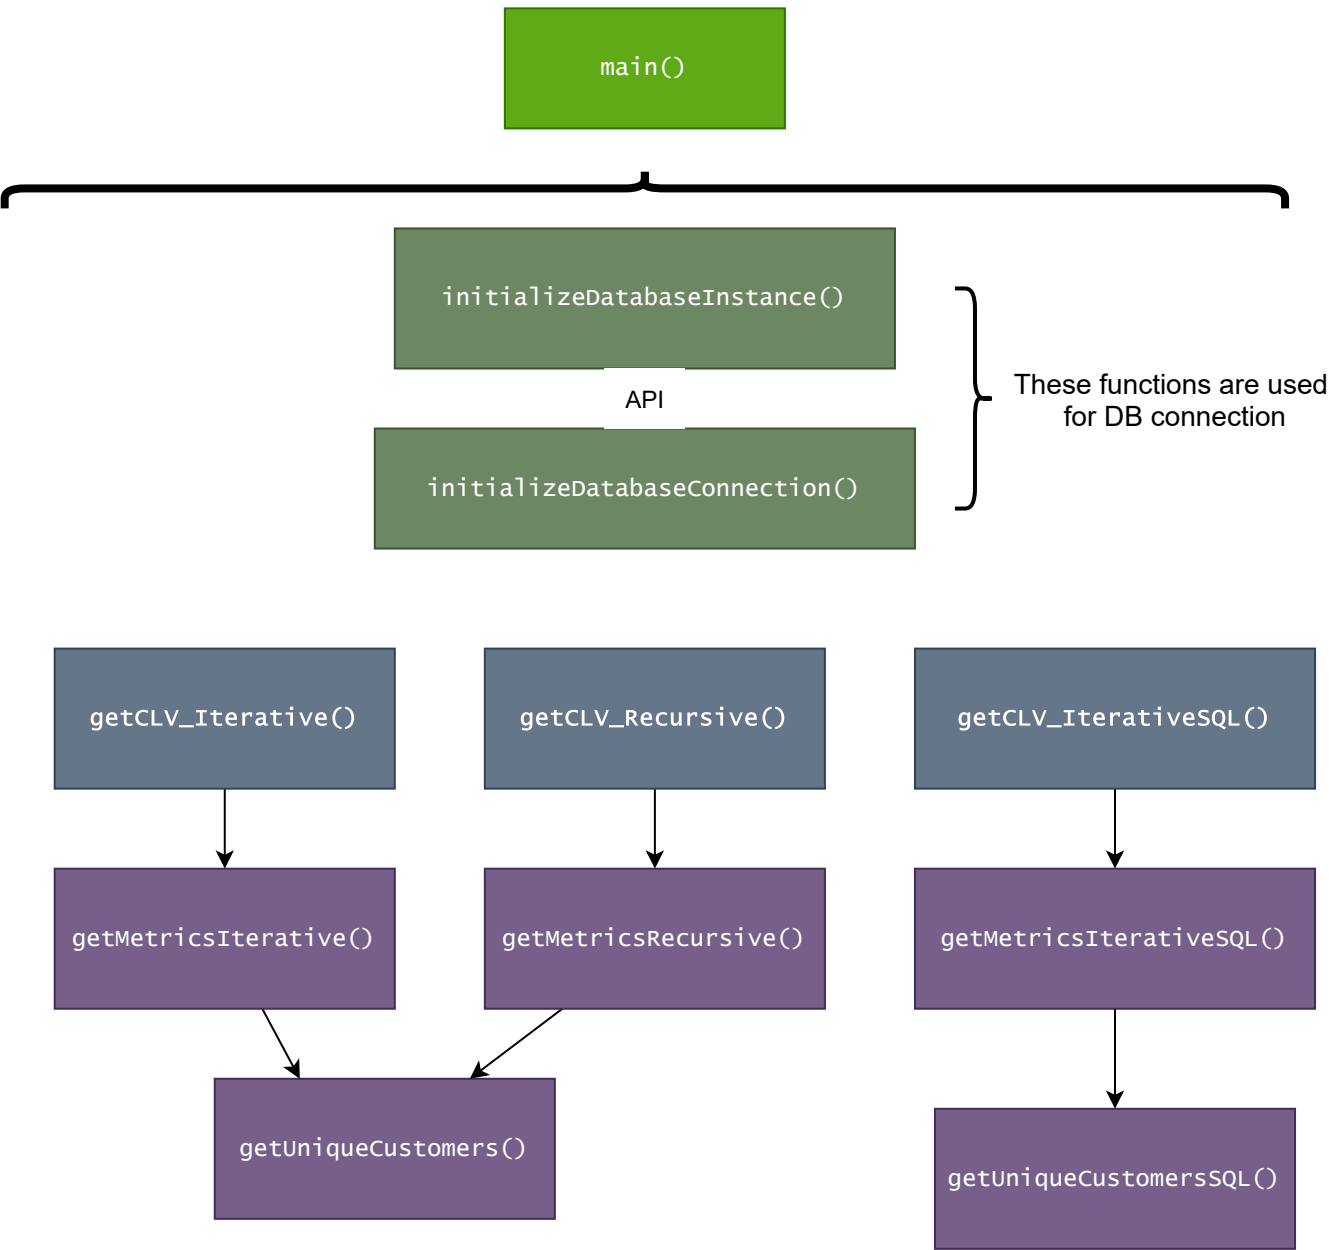 main()
initializeDatabaseInstance()
API
These functions are used
for DB connection
initializeDatabaseConnection()
getCLV_Iterative()
getCLV_Recursive()
getCLV_IterativeSQL()
getMetricsIterative()
getMetricsRecursive()
getMetricsIterativeSQL()
getUniqueCustomers()
getUniqueCustomersSQL()